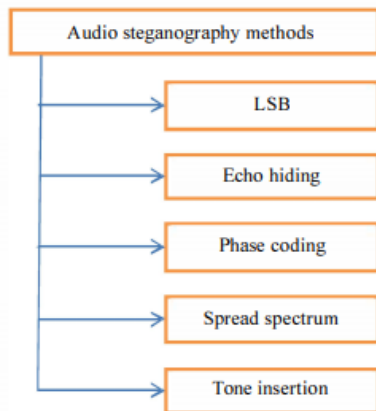 Audio steganography methods
LSB
Echo hiding
Phase coding
Spread spectrum
Tone insertion